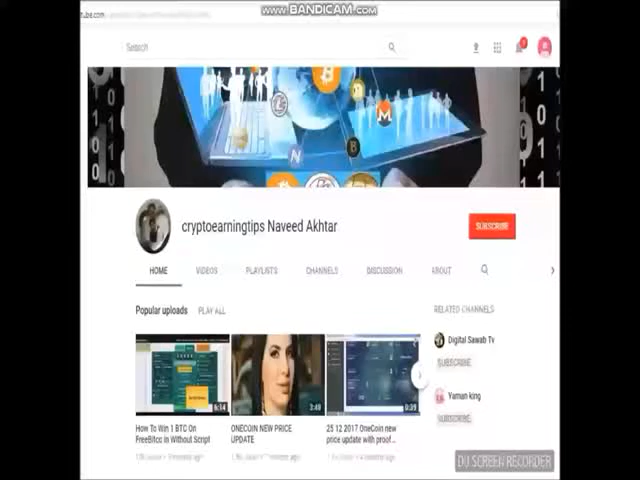 WWW.BANDICAM.COM
Search
cryptoearningtips Naveed Akhtar
SUBSCRIBE
HOME VIDEOS PLAYLISTS CHANNELS DISCUSSION ABOUT
Popular uploads PLAY ALL
RELATED CHANNELS
Digital Sawab Tv
SUBSCRIBE
Yaman king
SUBSCRIBE
6:14
3:49
0:39
How To Win 1 BTC On
FreeBitco in Without Script
ONECOIN NEW PRICE
UPDATE
25 12 2017 OneCoin new
price update with proof...
DU SCREEN RECORDER